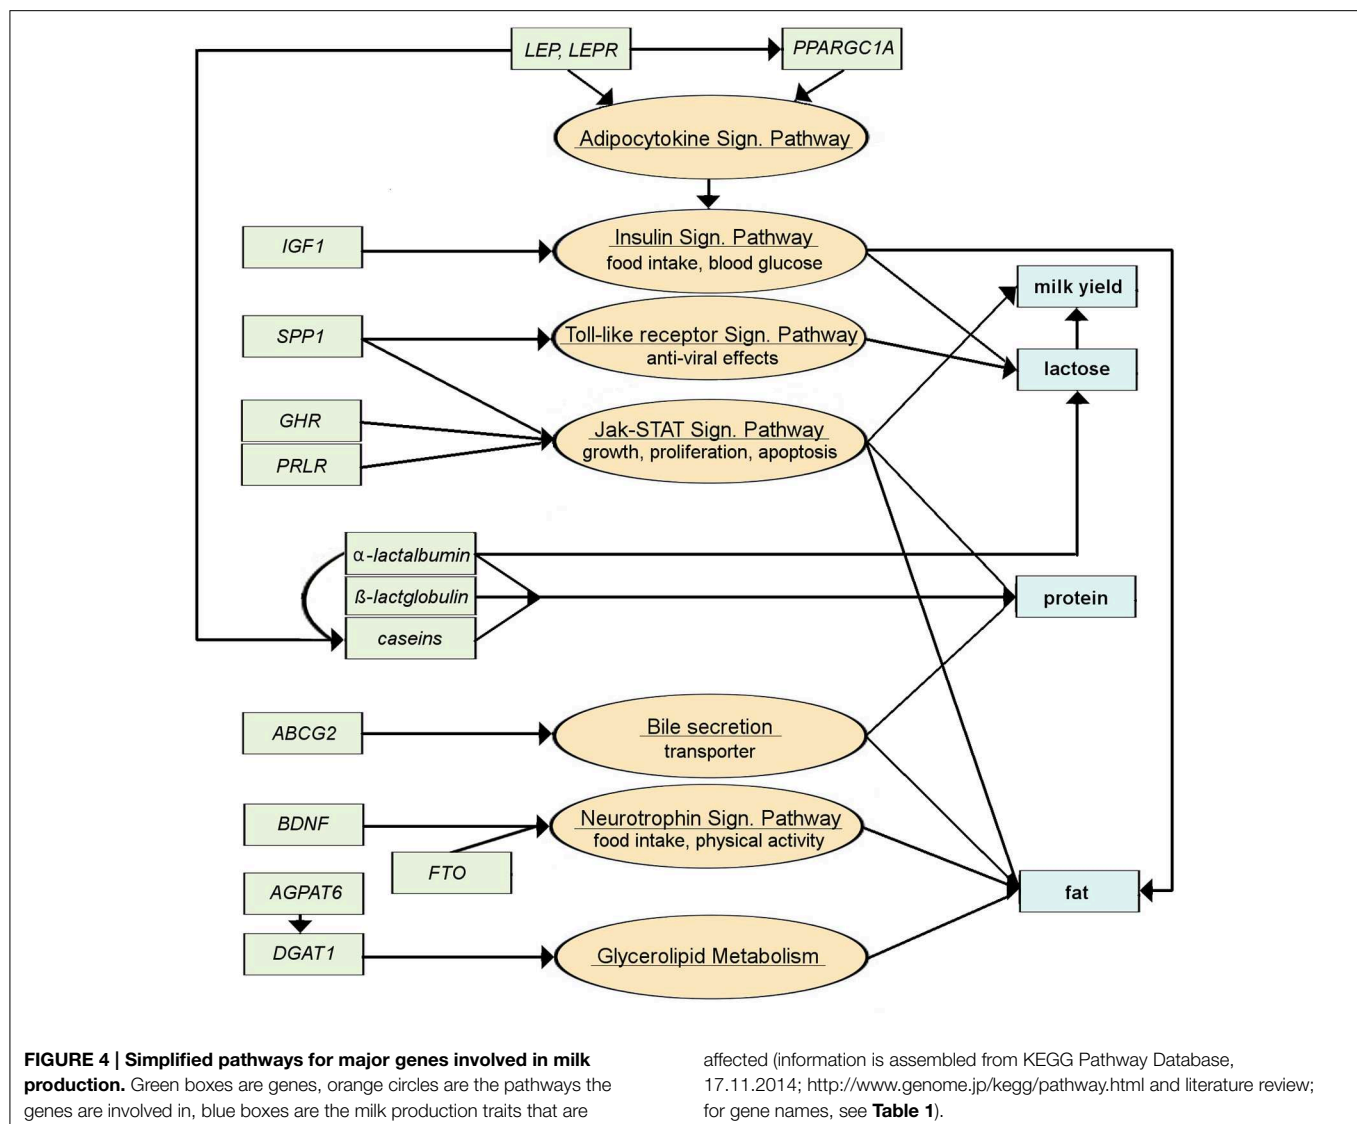 LEP, LEPR
PPARGC1A
Adipocytokine Sign. Pathway
IGF1
Insulin Sign. Pathway
food intake, blood glucose
milk yield
SPP1
Toll-like receptor Sign. Pathway
anti-viral effects
lactose
GHR
Jak-STAT Sign. Pathway
growth, proliferation, apoptosis
PRLR
α-lactalbumin
ß-lactglobulin
protein
caseins
ABCG2
Bile secretion
transporter
BDNF
Neurotrophin Sign. Pathway
food intake, physical activity
FTO
AGPAT6
fat
DGAT1
Glycerolipid Metabolism
FIGURE 4 | Simplified pathways for major genes involved in milk
production. Green boxes are genes, orange circles are the pathways the
genes are involved in, blue boxes are the milk production traits that are
affected (information is assembled from KEGG Pathway Database,
17.11.2014; http://www.genome.jp/kegg/pathway.html and literature review;
for gene names, see Table 1).